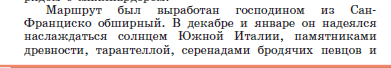 Маршрут был выработан господином из Сан-
Франциско обширный. В декабре и январе он надеялся
наслаждаться солнцем Южной Италии, памятниками
древности, тарантеллой, серенадами бродячих певцов и